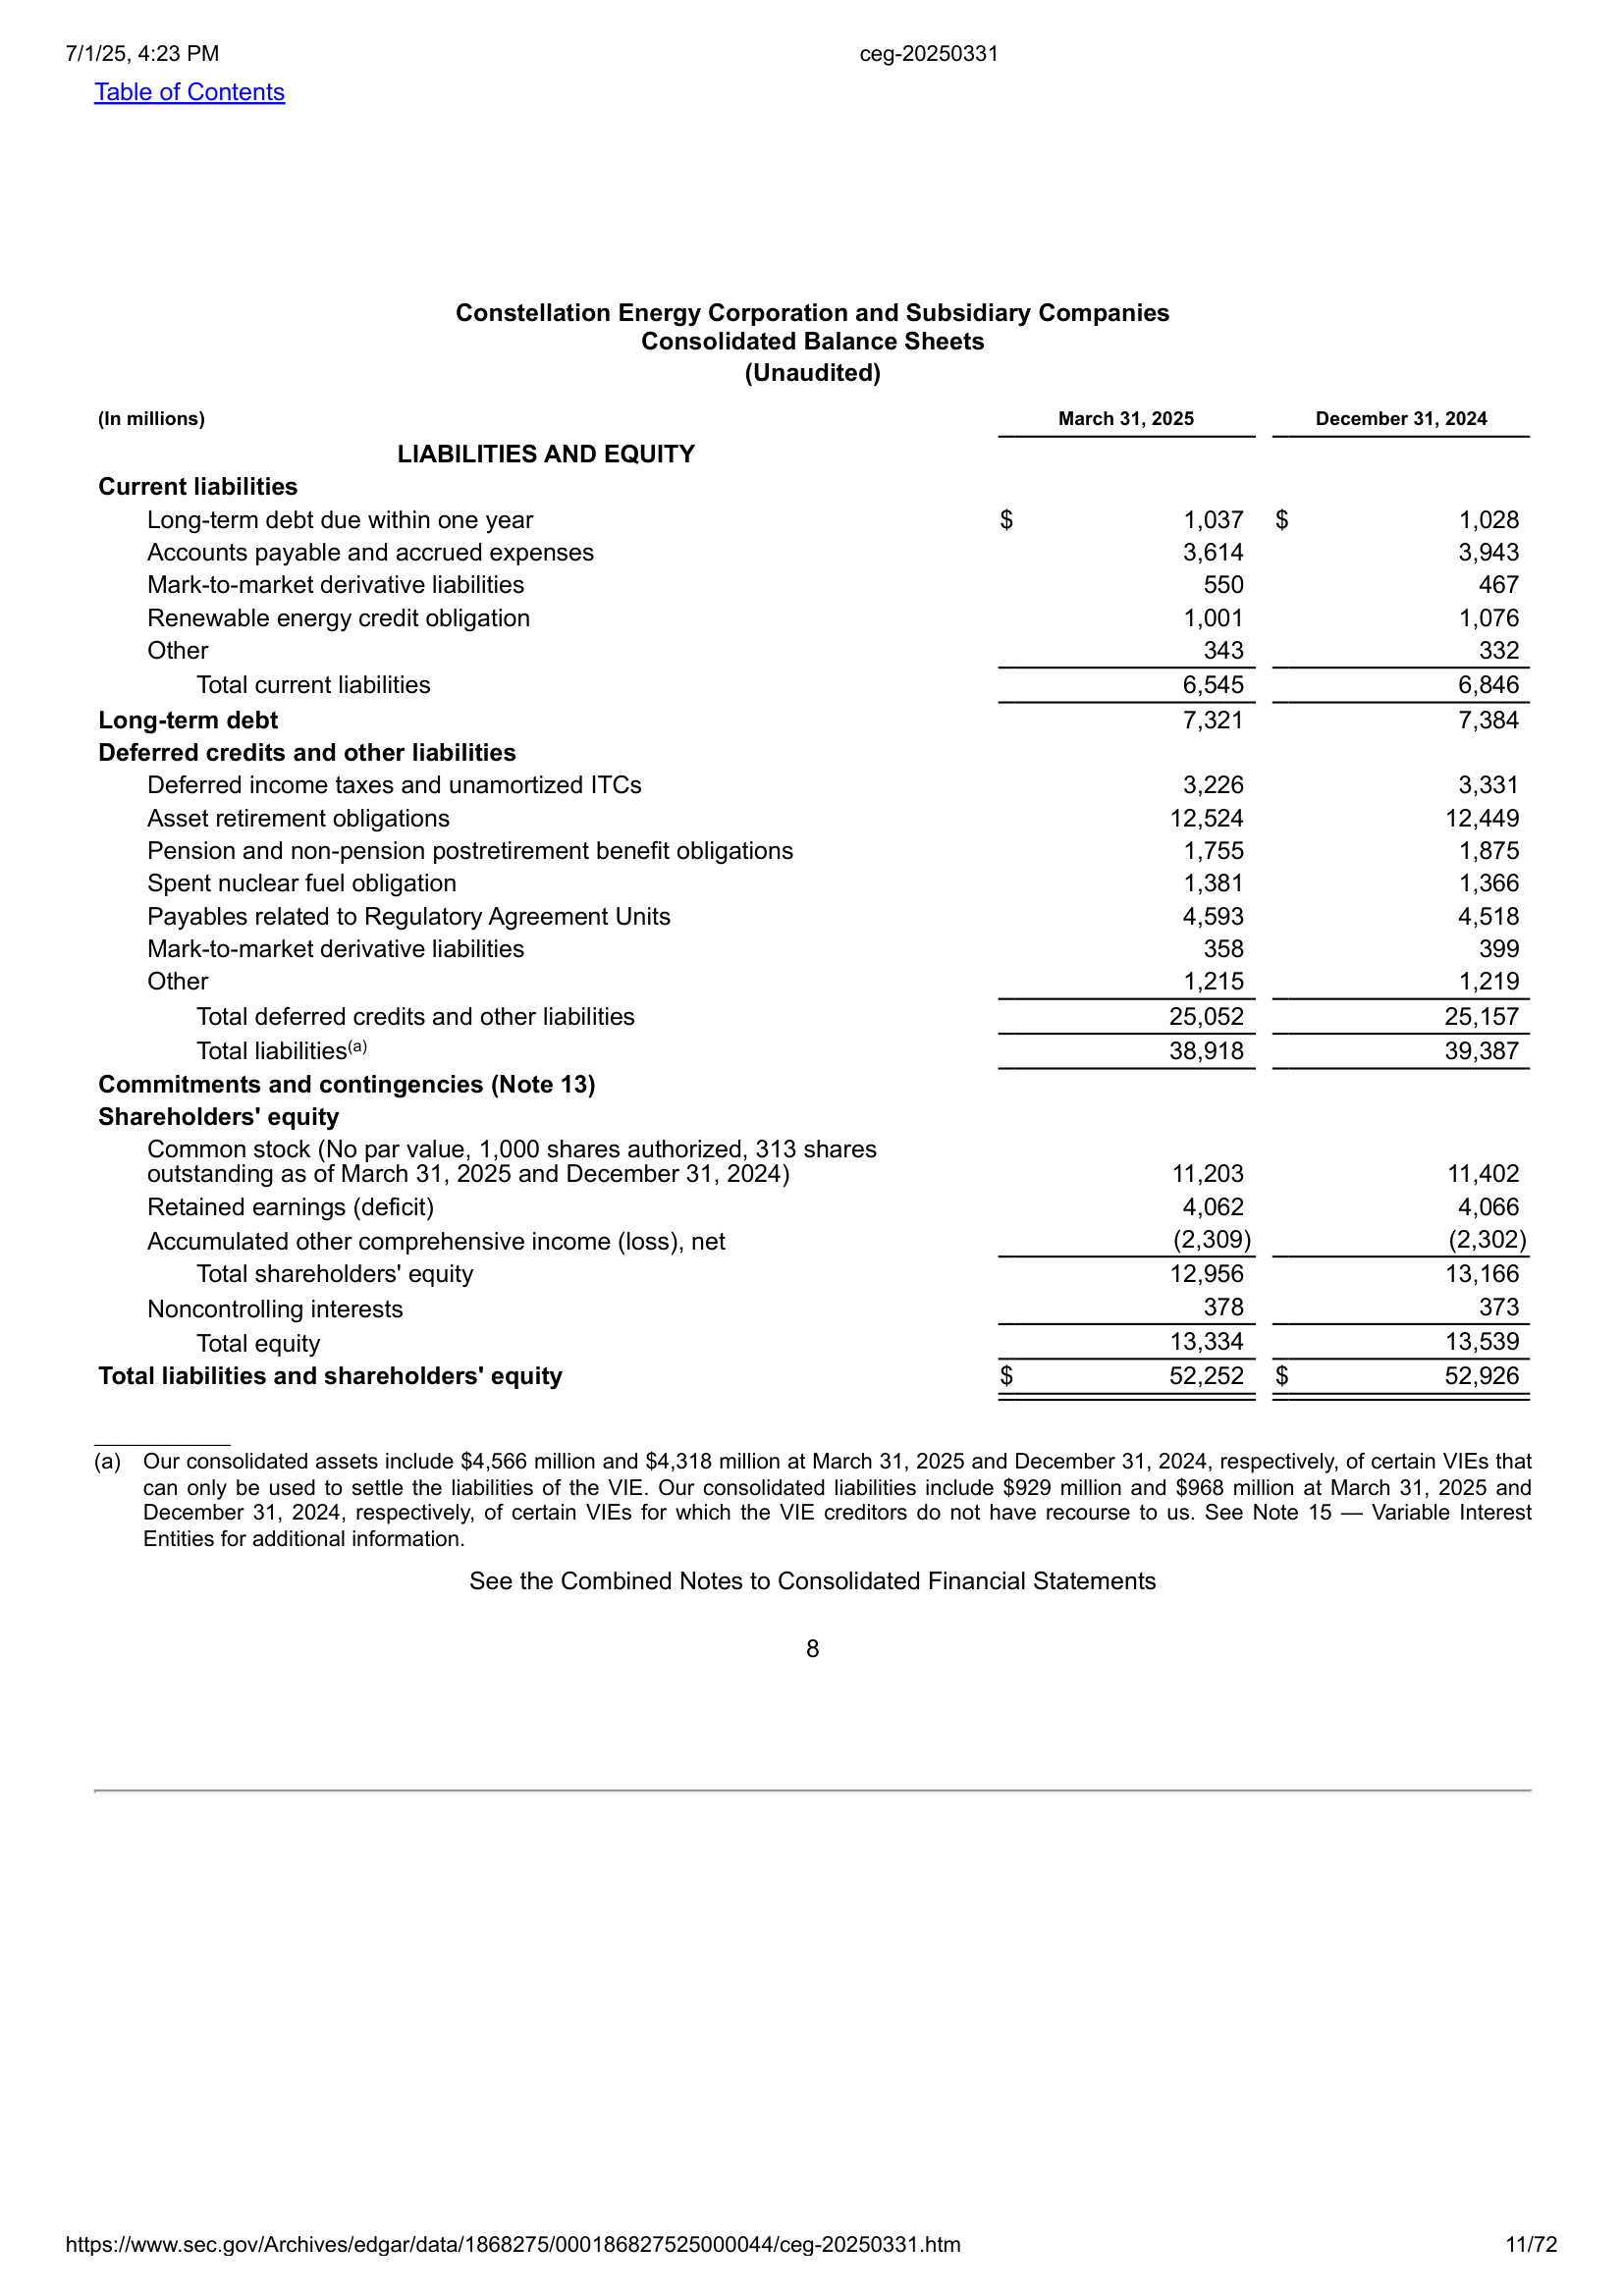 7/1/25, 4:23 PM ceg-20250331
Table of Contents
Constellation Energy Corporation and Subsidiary Companies
Consolidated Balance Sheets
(Unaudited)
(In millions) March 31, 2025 December 31, 2024
LIABILITIES AND EQUITY
Current liabilities
Long-term debt due within one year $ 1,037 $ 1,028
Accounts payable and accrued expenses 3,614 3,943
Mark-to-market derivative liabilities 550 467
Renewable energy credit obligation 1,001 1,076
Other 343 332
Total current liabilities 6,545 6,846
Long-term debt 7,321 7,384
Deferred credits and other liabilities
Deferred income taxes and unamortized ITCs 3,226 3,331
Asset retirement obligations 12,524 12,449
Pension and non-pension postretirement benefit obligations 1,755 1,875
Spent nuclear fuel obligation 1,381 1,366
Payables related to Regulatory Agreement Units 4,593 4,518
Mark-to-market derivative liabilities 358 399
Other 1,215 1,219
Total deferred credits and other liabilities 25,052 25,157
Total liabilities(a) 38,918 39,387
Commitments and contingencies (Note 13)
Shareholders' equity
Common stock (No par value, 1,000 shares authorized, 313 shares
outstanding as of March 31, 2025 and December 31, 2024) 11,203 11,402
Retained earnings (deficit) 4,062 4,066
Accumulated other comprehensive income (loss), net (2,309) (2,302)
Total shareholders' equity 12,956 13,166
Noncontrolling interests 378 373
Total equity 13,334 13,539
Total liabilities and shareholders' equity $ 52,252 $ 52,926
(a) Our consolidated assets include $4,566 million and $4,318 million at March 31, 2025 and December 31, 2024, respectively, of certain VIEs that
can only be used to settle the liabilities of the VIE. Our consolidated liabilities include $929 million and $968 million at March 31, 2025 and
December 31, 2024, respectively, of certain VIEs for which the VIE creditors do not have recourse to us. See Note 15 — Variable Interest
Entities for additional information.
See the Combined Notes to Consolidated Financial Statements
8
https://www.sec.gov/Archives/edgar/data/1868275/000186827525000044/ceg-20250331.htm 11/72